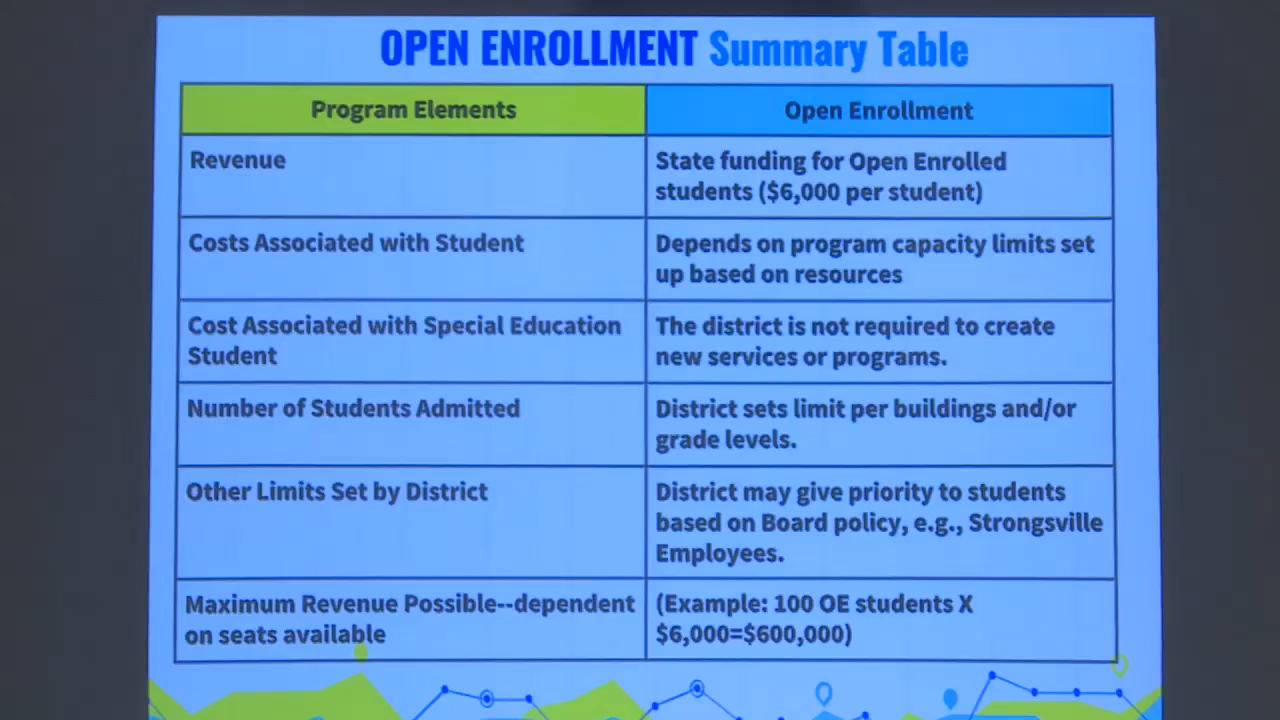 OPEN ENROLLMENT Summary Table
Program Elements
Open Enrollment
Revenue
State funding for Open Enrolled
students ($6,000 per student)
Costs Associated with Student
Depends on program capacity limits set
up based on resources
Cost Associated with Special Education
Student
The district is not required to create
new services or programs.
Number of Students Admitted
District sets limit per buildings and/or
grade levels.
Other Limits Set by District
District may give priority to students
based on Board policy, e.g., Strongsville
Employees.
Maximum Revenue Possible--dependent
on seats available
(Example: 100 OE students X
$6,000=$600,000)